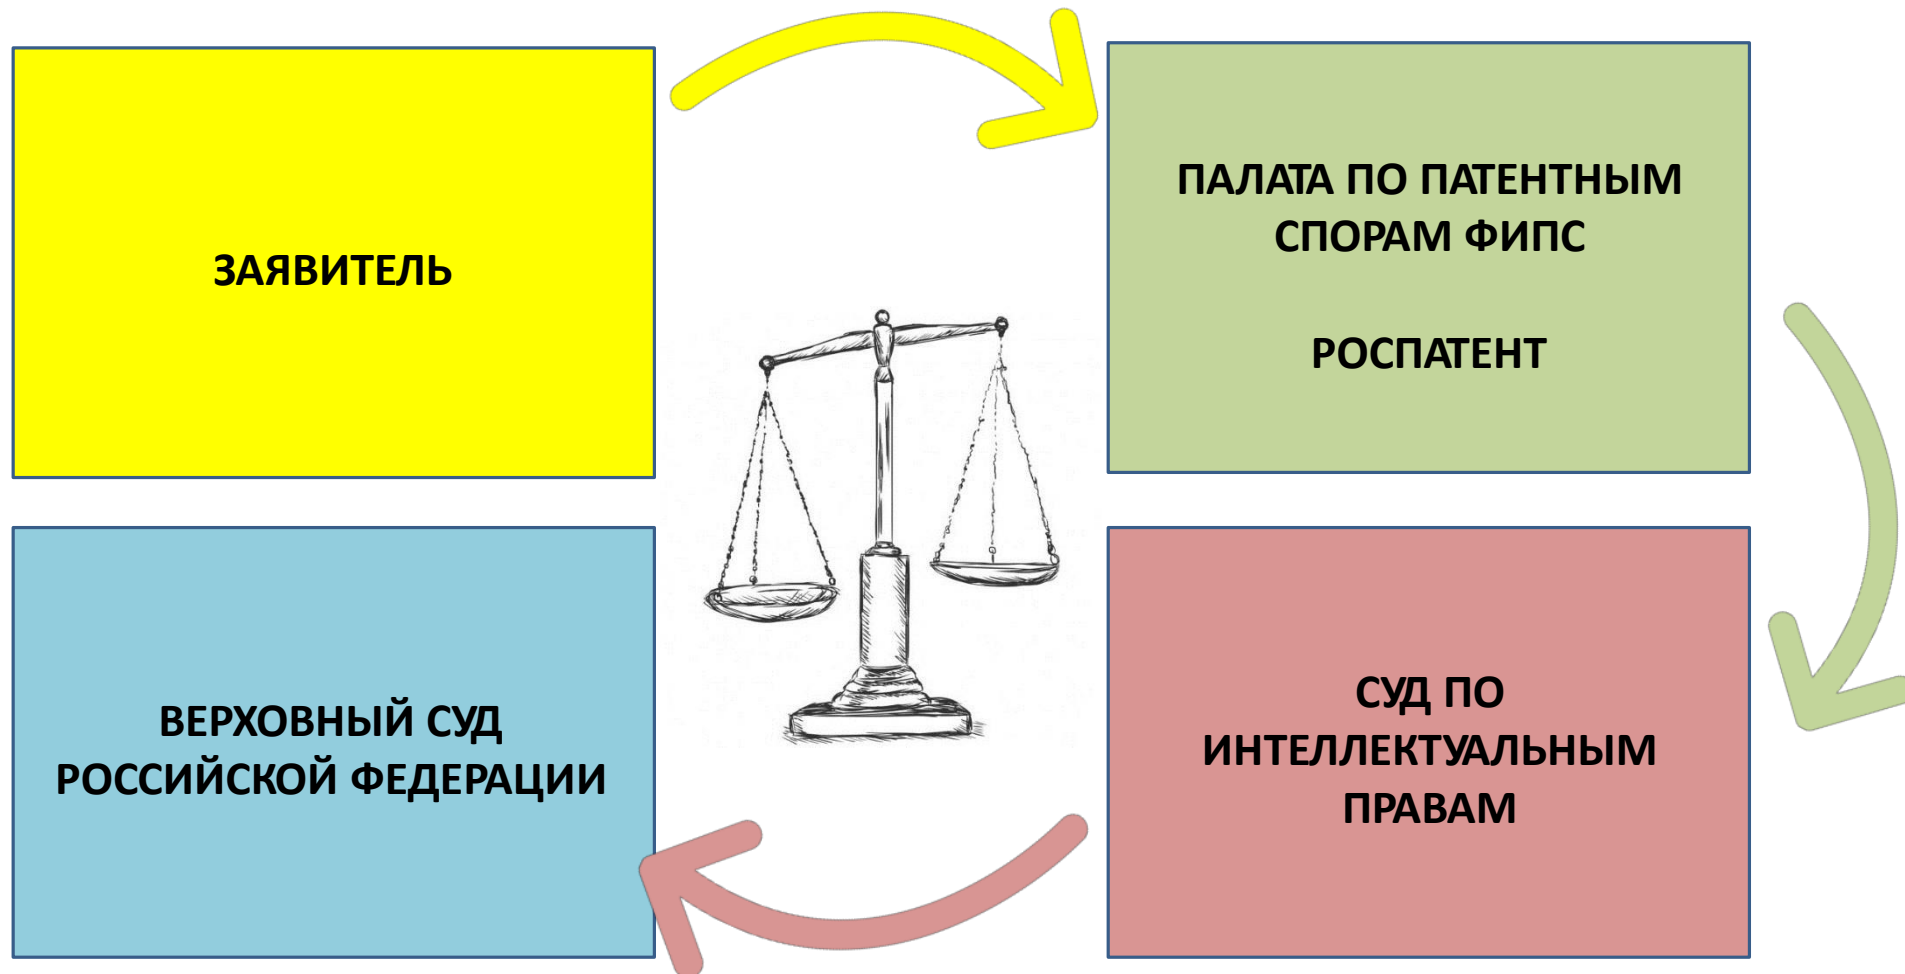 ЗАЯВИТЕЛЬ
ПАЛАТА ПО ПАТЕНТНЫМ
СПОРАМ ФИПС
РОСПАТЕНТ
ВЕРХОВНЫЙ СУД
РОССИЙСКОЙ ФЕДЕРАЦИИ
СУД ПО
ИНТЕЛЛЕКТУАЛЬНЫМ
ПРАВАМ